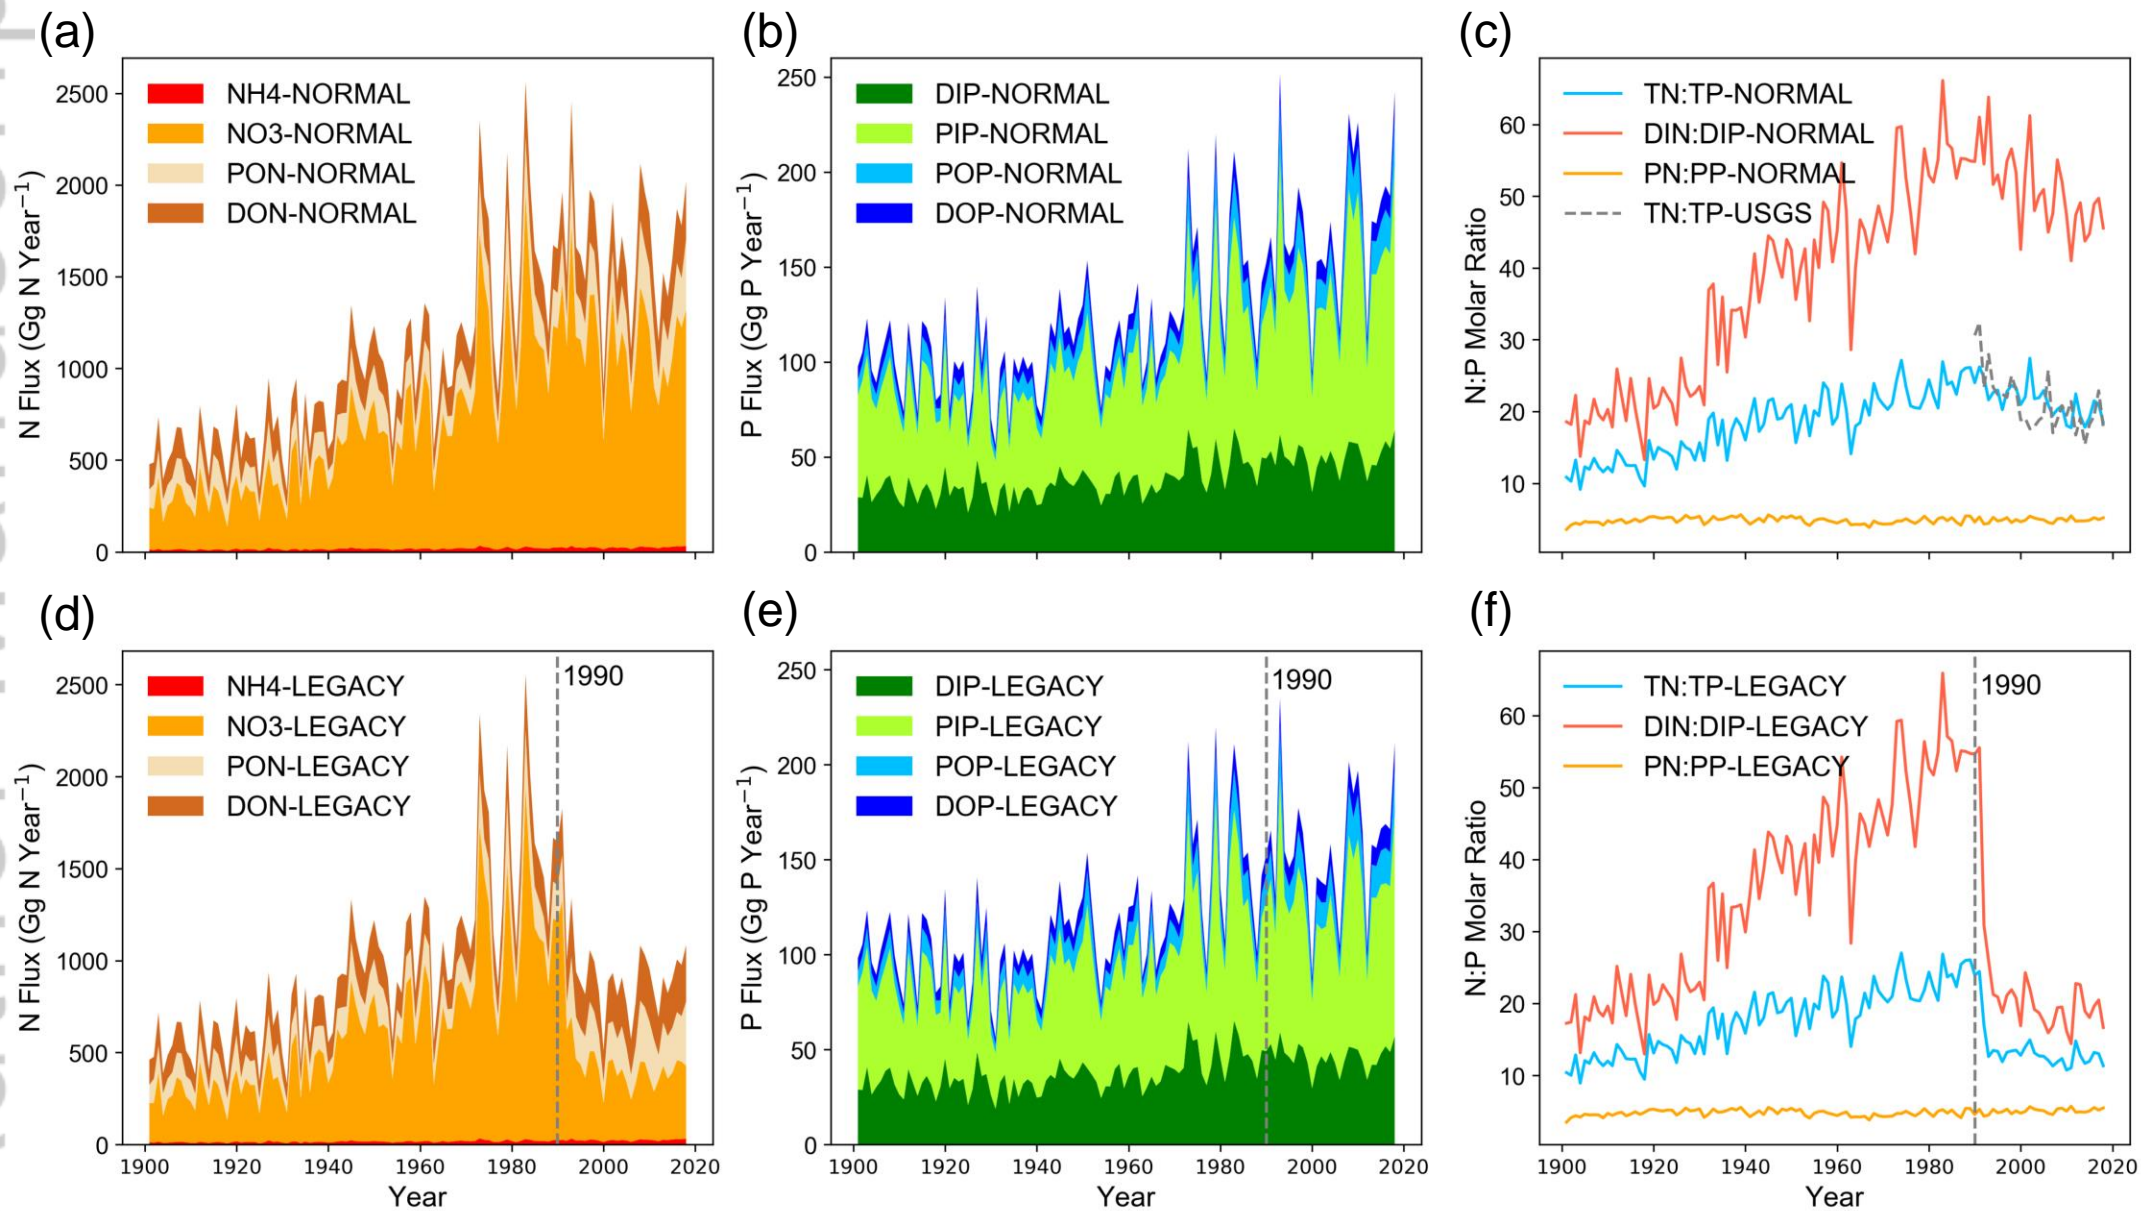 (a)
N Flux (Gg N Year⁻¹)
2500
2000
1500
1000
500
0
NH4-NORMAL
NO3-NORMAL
PON-NORMAL
DON-NORMAL
(b)
P Flux (Gg P Year⁻¹)
250
200
150
100
50
0
DIP-NORMAL
PIP-NORMAL
POP-NORMAL
DOP-NORMAL
(c)
N:P Molar Ratio
60
50
40
30
20
10
TN:TP-NORMAL
DIN:DIP-NORMAL
PN:PP-NORMAL
TN:TP-USGS
(d)
N Flux (Gg N Year⁻¹)
2500
2000
1500
1000
500
0
NH4-LEGACY
NO3-LEGACY
PON-LEGACY
DON-LEGACY
1990
1900 1920 1940 1960 1980 2000 2020
Year
(e)
P Flux (Gg P Year⁻¹)
250
200
150
100
50
0
DIP-LEGACY
PIP-LEGACY
POP-LEGACY
DOP-LEGACY
1990
1900 1920 1940 1960 1980 2000 2020
Year
(f)
N:P Molar Ratio
60
50
40
30
20
10
TN:TP-LEGACY
DIN:DIP-LEGACY
PN:PP-LEGACY
1990
1900 1920 1940 1960 1980 2000 2020
Year